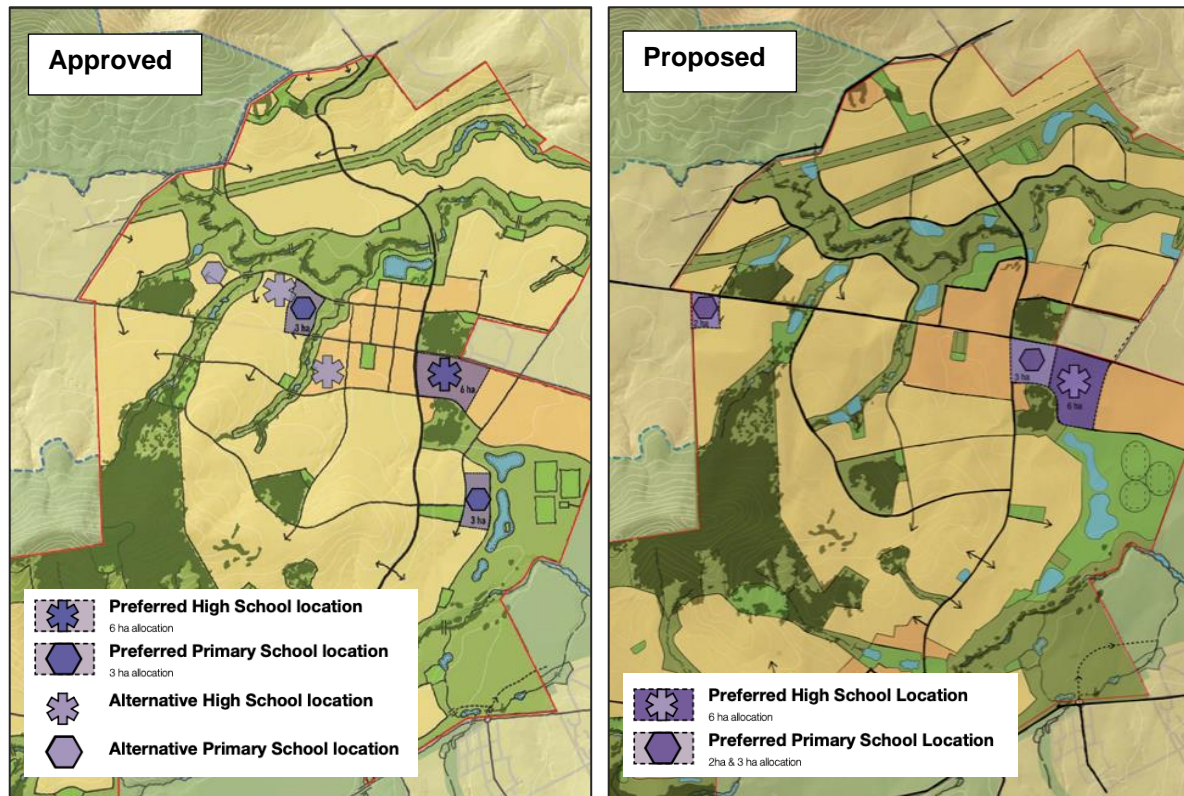 Approved
3 ha
6 ha
3 ha
Preferred High School location
6 ha allocation
Preferred Primary School location
3 ha allocation
Alternative High School location
Alternative Primary School location
Proposed
2 ha
3 ha
6 ha
Preferred High School Location
6 ha allocation
Preferred Primary School Location
2ha & 3 ha allocation